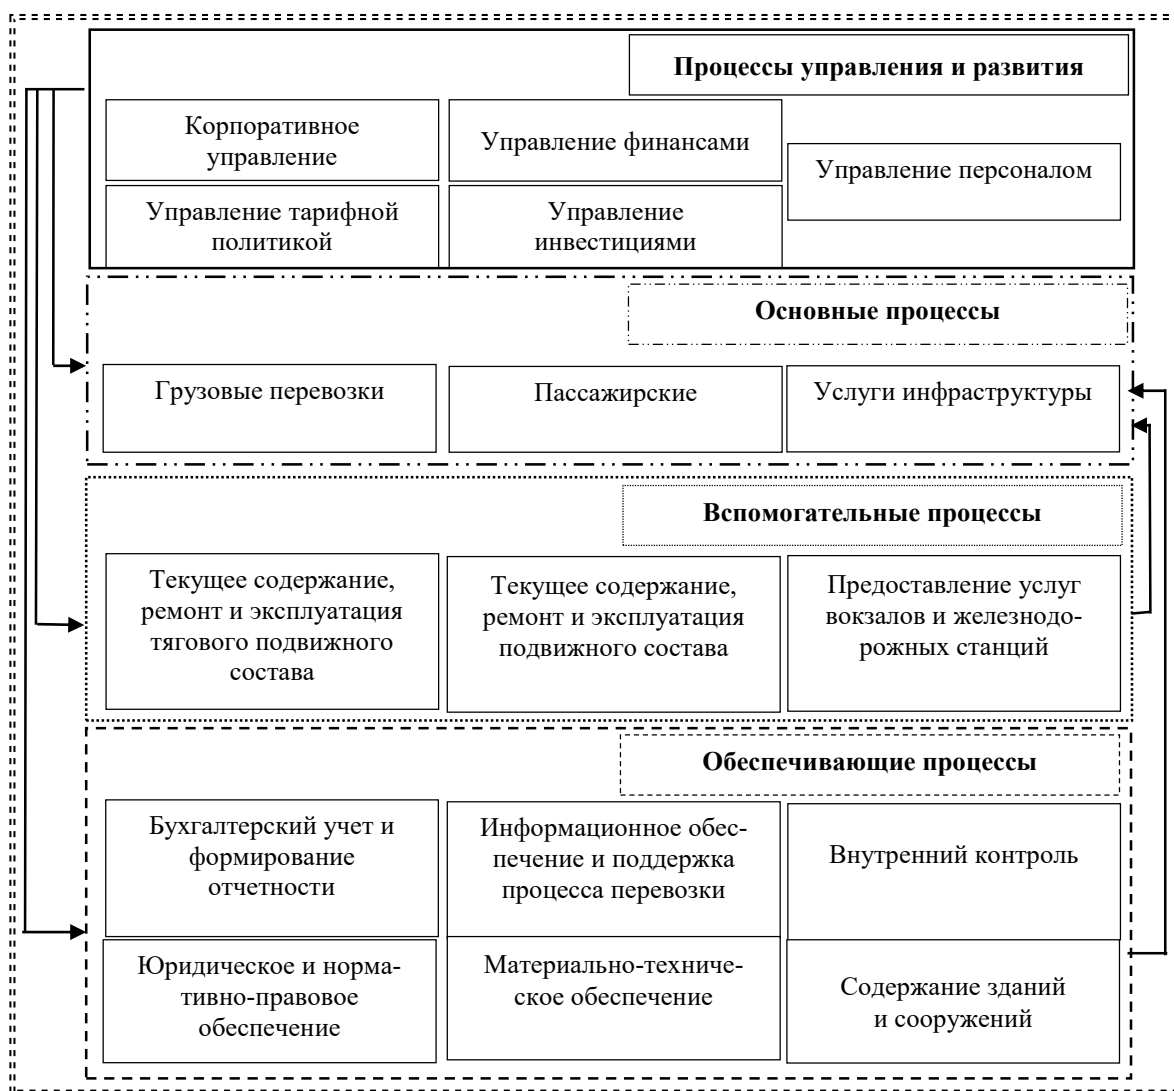 Процессы управления и развития
Корпоративное
управление
Управление финансами
Управление персоналом
Управление тарифной
политикой
Управление
инвестициями
Основные процессы
Грузовые перевозки
Пассажирские
Услуги инфраструктуры
Вспомогательные процессы
Текущее содержание,
ремонт и эксплуатация
тягового подвижного
состава
Текущее содержание,
ремонт и эксплуатация
подвижного состава
Предоставление услуг
вокзалов и железнодо-
рожных станций
Обеспечивающие процессы
Бухгалтерский учет и
формирование
отчетности
Информационное обес-
печение и поддержка
процесса перевозки
Внутренний контроль
Юридическое и норма-
тивно-правовое
обеспечение
Материально-техниче-
ское обеспечение
Содержание зданий
и сооружений